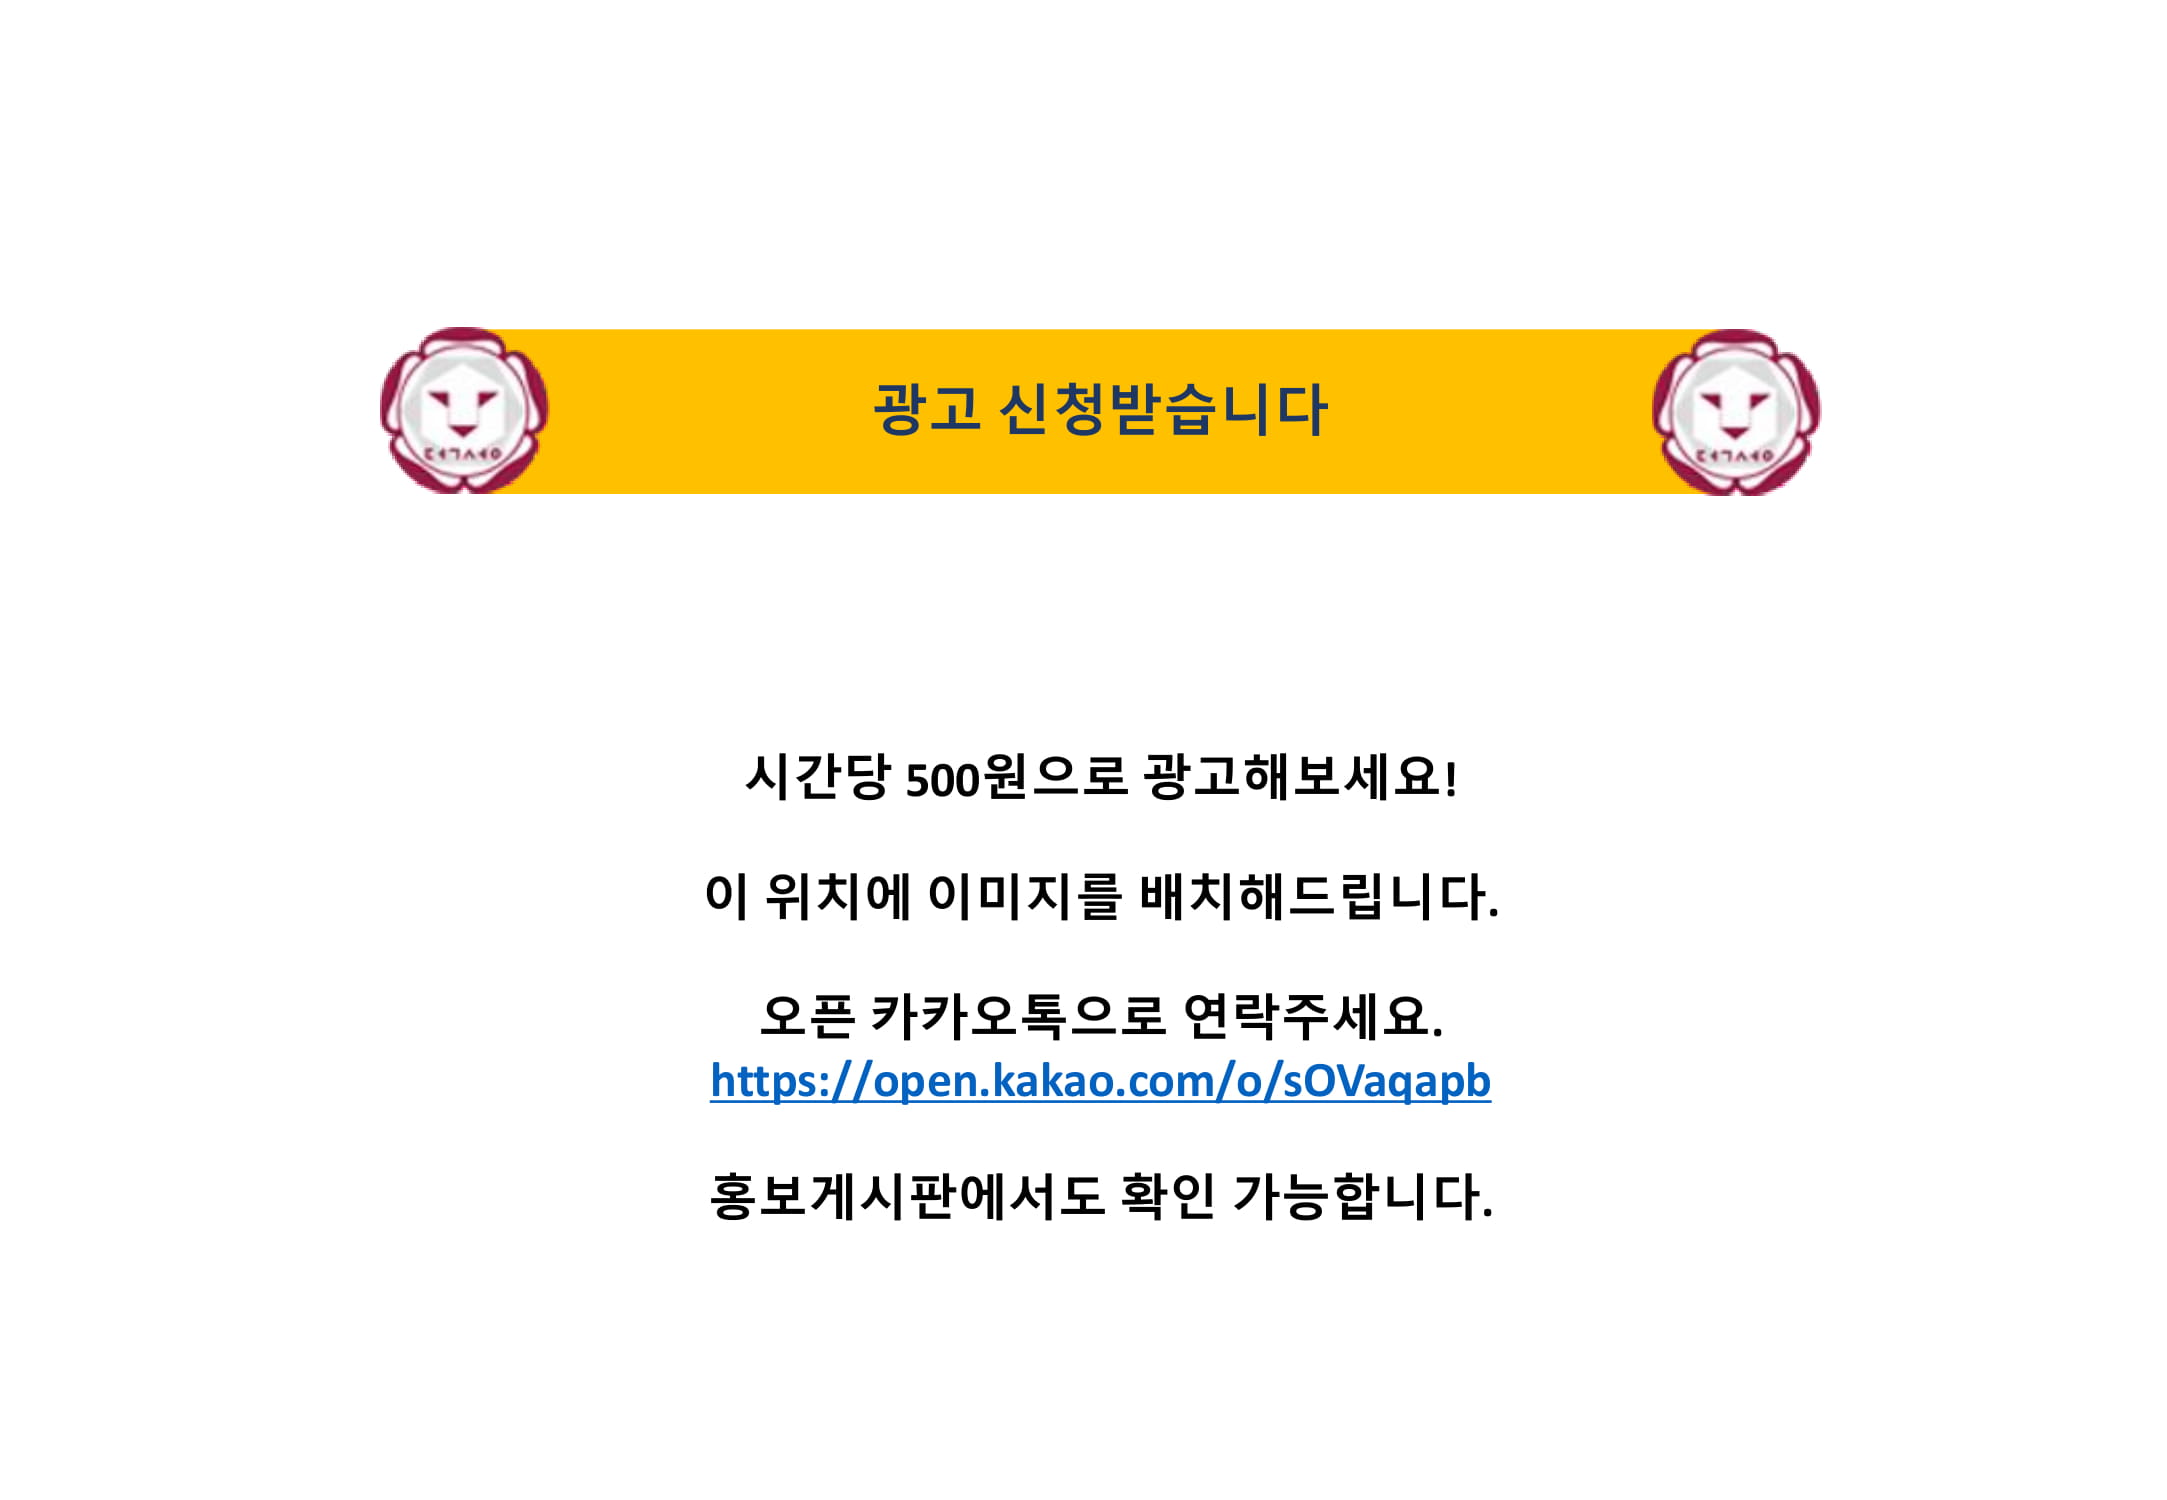 광고 신청받습니다
시간당 500원으로 광고해보세요!
이 위치에 이미지를 배치해드립니다.
오픈 카카오톡으로 연락주세요.
https://open.kakao.com/o/sOVaqapb
홍보게시판에서도 확인 가능합니다.